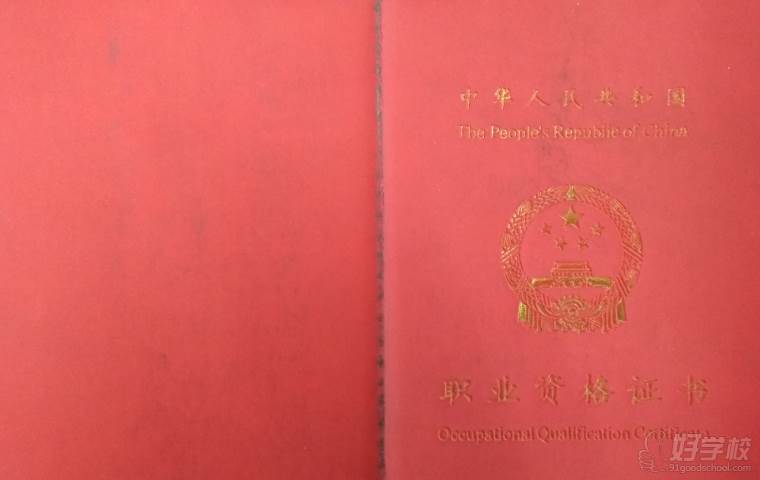 中华人民共和国
The People's Republic of China
职业资格证书
Occupational Qualification Certificate
好学校
91goodschool.com